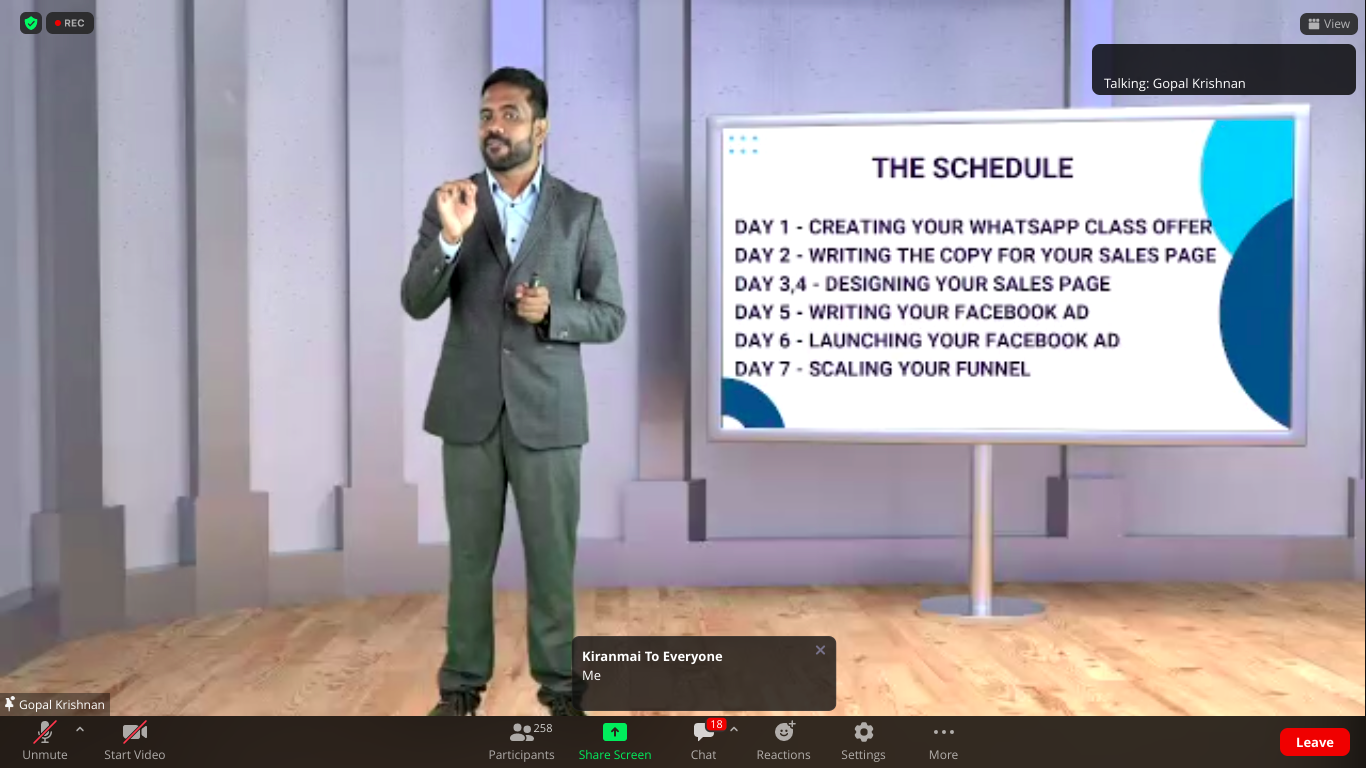 REC
View
Talking: Gopal Krishnan
THE SCHEDULE
DAY 1 - CREATING YOUR WHATSAPP CLASS OFFER
DAY 2 - WRITING THE COPY FOR YOUR SALES PAGE
DAY 3,4 - DESIGNING YOUR SALES PAGE
DAY 5 - WRITING YOUR FACEBOOK AD
DAY 6 - LAUNCHING YOUR FACEBOOK AD
DAY 7 - SCALING YOUR FUNNEL
Kiranmai To Everyone
Me
Gopal Krishnan
Unmute
Start Video
258
Participants
Share Screen
18
Chat
Reactions
Settings
More
Leave